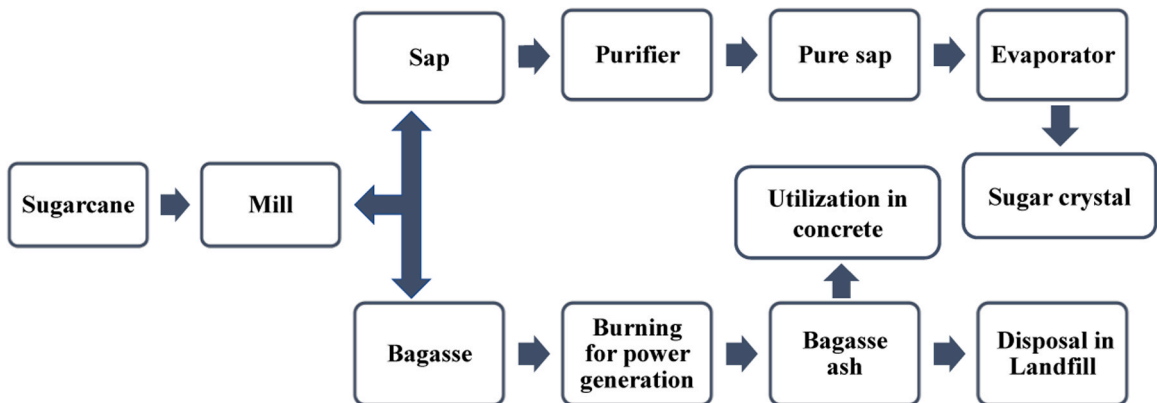 Sap
Purifier
Pure sap
Evaporator
Sugarcane
Mill
Utilization in
concrete
Sugar crystal
Bagasse
Burning
for power
generation
Bagasse
ash
Disposal in
Landfill